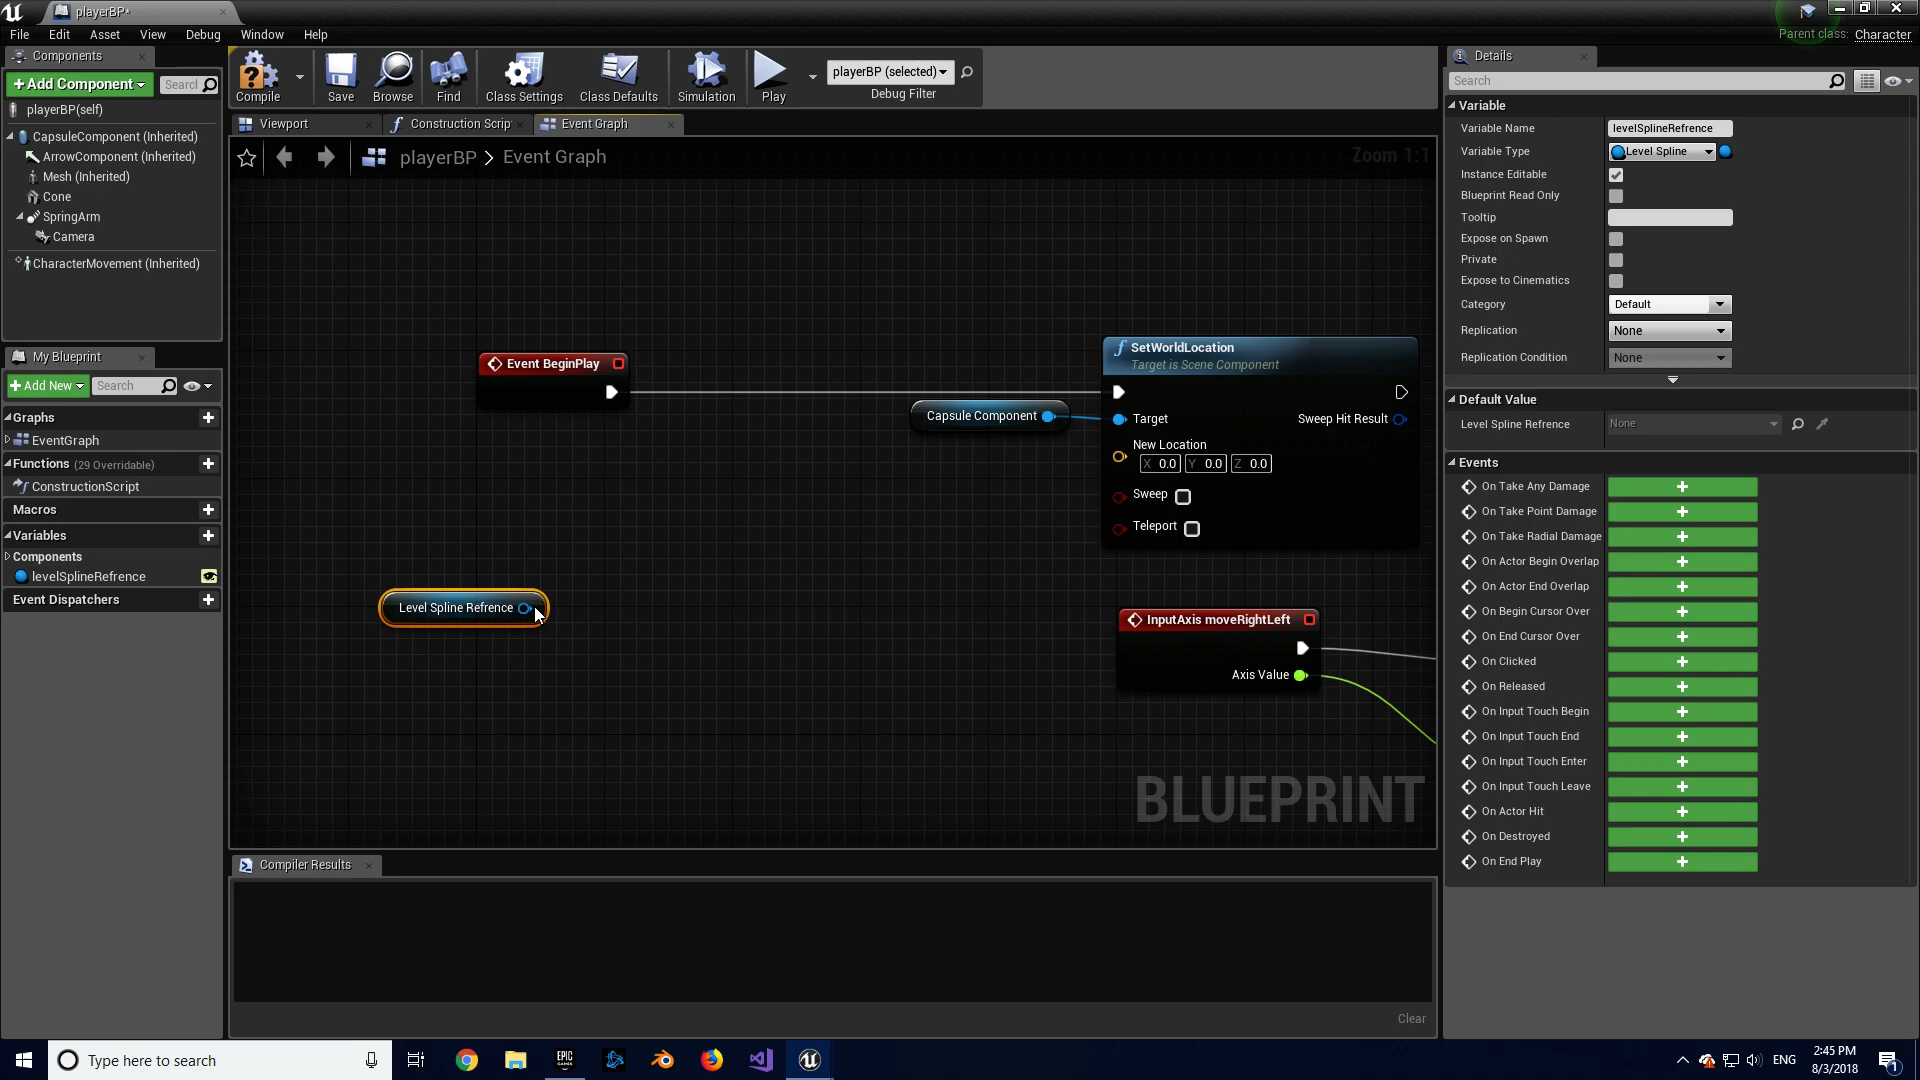 playerBP*
File Edit Asset View Debug Window Help
Parent class: Character
Components
+Add Component
Search
playerBP(self)
CapsuleComponent (Inherited)
ArrowComponent (Inherited)
Mesh (Inherited)
Cone
SpringArm
Camera
CharacterMovement (Inherited)
My Blueprint
+Add New
Search
Graphs
EventGraph
Functions (29 Overridable)
ConstructionScript
Macros
Variables
Components
levelSplineRefrence
Event Dispatchers
Compile
Save
Browse
Find
Class Settings
Class Defaults
Simulation
Play
playerBP (selected)
Debug Filter
Viewport
Construction Scrip
Event Graph
playerBP > Event Graph
Zoom 1:1
Event BeginPlay
Capsule Component
SetWorldLocation
Target is Scene Component
Target
Sweep Hit Result
New Location
X 0.0 Y 0.0 Z 0.0
Sweep
Teleport
Level Spline Refrence
InputAxis moveRightLeft
Axis Value
BLUEPRINT
Compiler Results
Clear
Details
Search
Variable
Variable Name levelSplineRefrence
Variable Type Level Spline
Instance Editable
Blueprint Read Only
Tooltip
Expose on Spawn
Private
Expose to Cinematics
Category Default
Replication None
Replication Condition None
Default Value
Level Spline Refrence None
Events
On Take Any Damage
On Take Point Damage
On Take Radial Damage
On Actor Begin Overlap
On Actor End Overlap
On Begin Cursor Over
On End Cursor Over
On Clicked
On Released
On Input Touch Begin
On Input Touch End
On Input Touch Enter
On Input Touch Leave
On Actor Hit
On Destroyed
On End Play
Type here to search
EPIC
GAMES
ENG
2:45 PM
8/3/2018
1